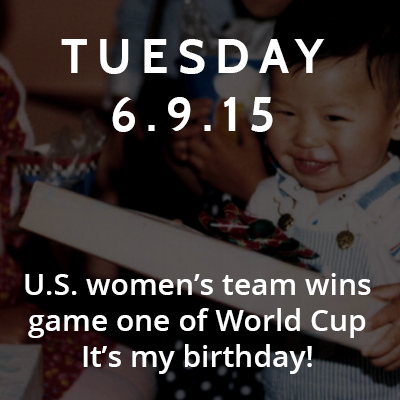 TUESDAY
6.9.15
U.S. women's team wins
game one of World Cup
It's my birthday!